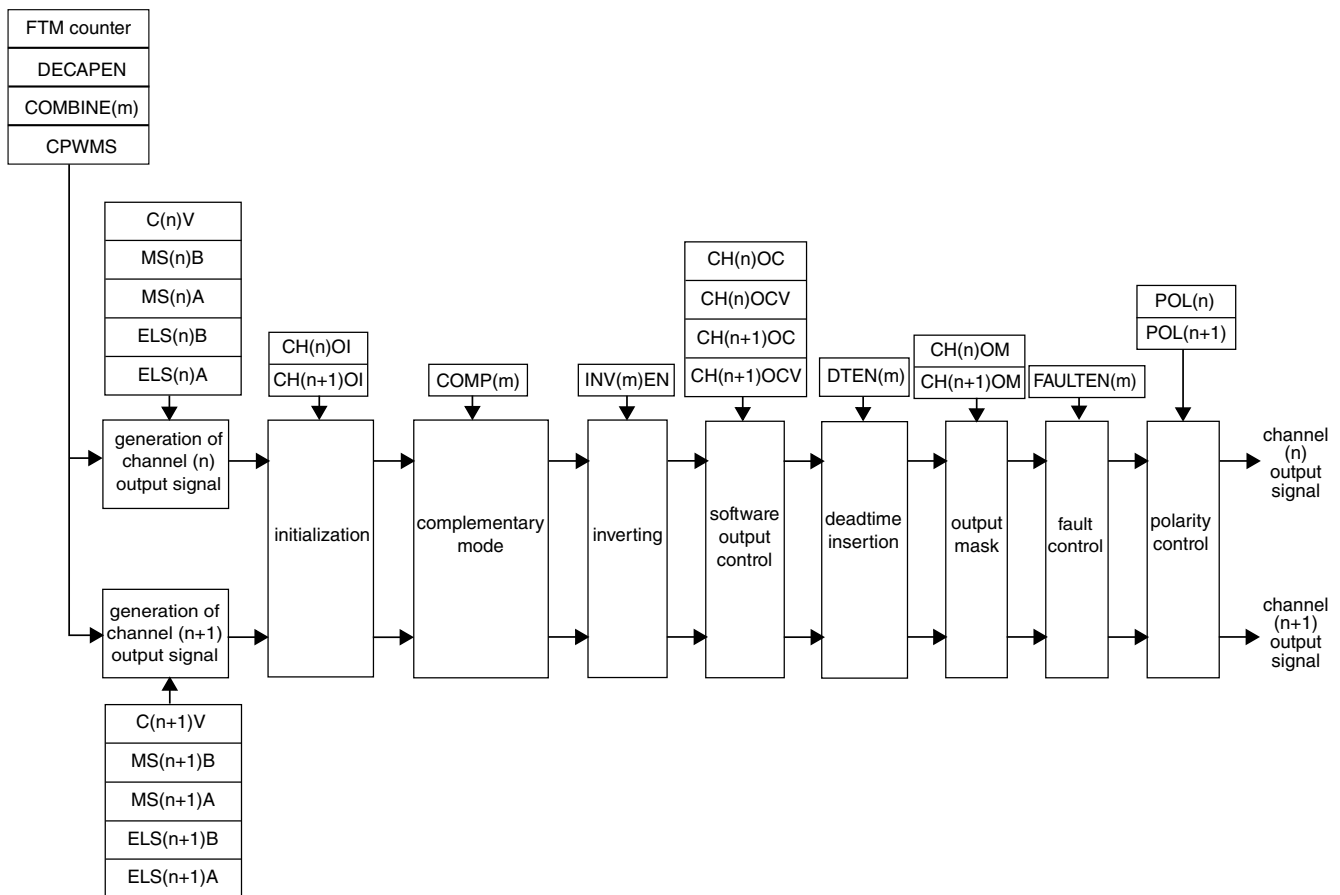 FTM counter
DECAPEN
COMBINE(m)
CPWMS
C(n)V
MS(n)B
MS(n)A
ELS(n)B
ELS(n)A
CH(n)OI
CH(n+1)OI
COMP(m)
INV(m)EN
CH(n)OC
CH(n)OCV
CH(n+1)OC
CH(n+1)OCV
DTEN(m)
CH(n)OM
CH(n+1)OM
FAULTEN(m)
POL(n)
POL(n+1)
generation of
channel (n)
output signal
initialization
complementary
mode
inverting
software
output
control
deadtime
insertion
output
mask
fault
control
polarity
control
channel
(n)
output
signal
generation of
channel (n+1)
output signal
channel
(n+1)
output
signal
C(n+1)V
MS(n+1)B
MS(n+1)A
ELS(n+1)B
ELS(n+1)A